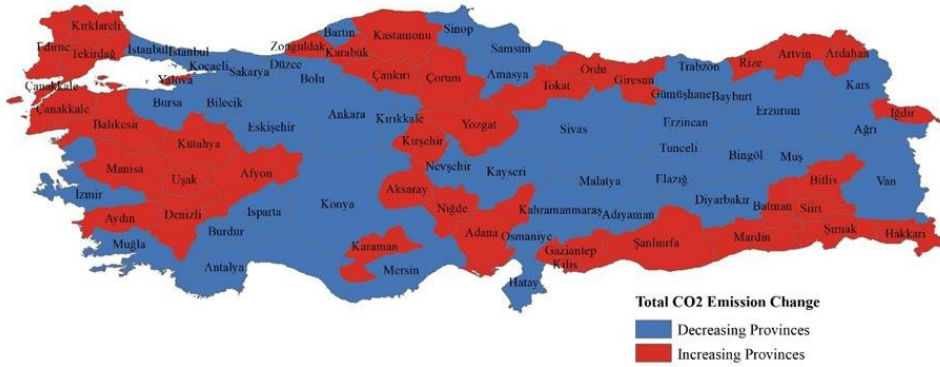 Kırklareli
Edirne
Tekirdağ
İstanbul
İstanbul
Kocaeli
Yalova
Sakarya
Düzce
Zonguldak
Bartın
Karabük
Kastamonu
Sinop
Samsun
Çankırı
Çorum
Amasya
Tokat
Ordu
Giresun
Trabzon
Rize
Artvin
Ardahan
Kars
Gümüşhane
Bayburt
Erzurum
Iğdır
Ağrı
Çanakkale
Çanakkale
Balıkesir
Bursa
Bilecik
Bolu
Eskişehir
Ankara
Kırıkkale
Yozgat
Sivas
Erzincan
Tunceli
Bingöl
Muş
Kütahya
Kırşehir
Manisa
Uşak
Afyon
Nevşehir
Kayseri
Malatya
Elazığ
Bitlis
Van
İzmir
Aksaray
Diyarbakır
Batman
Siirt
Aydın
Denizli
Isparta
Konya
Niğde
Kahramanmaraş
Adıyaman
Şırnak
Hakkari
Muğla
Burdur
Karaman
Adana
Osmaniye
Gaziantep
Şanlıurfa
Mardin
Kilis
Antalya
Mersin
Hatay
Total CO2 Emission Change
Decreasing Provinces
Increasing Provinces